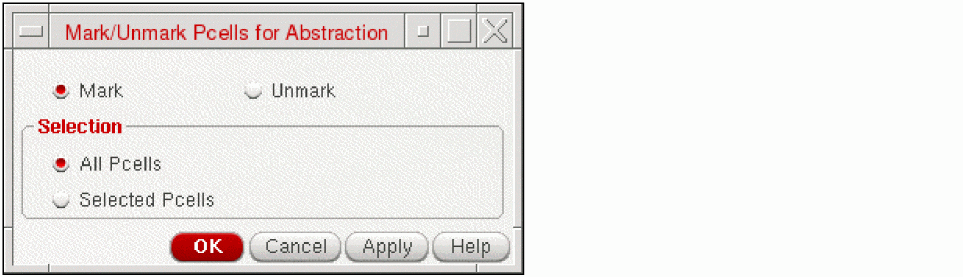 Mark/Unmark Pcells for Abstraction
Mark Unmark
Selection
All Pcells
Selected Pcells
OK Cancel Apply Help